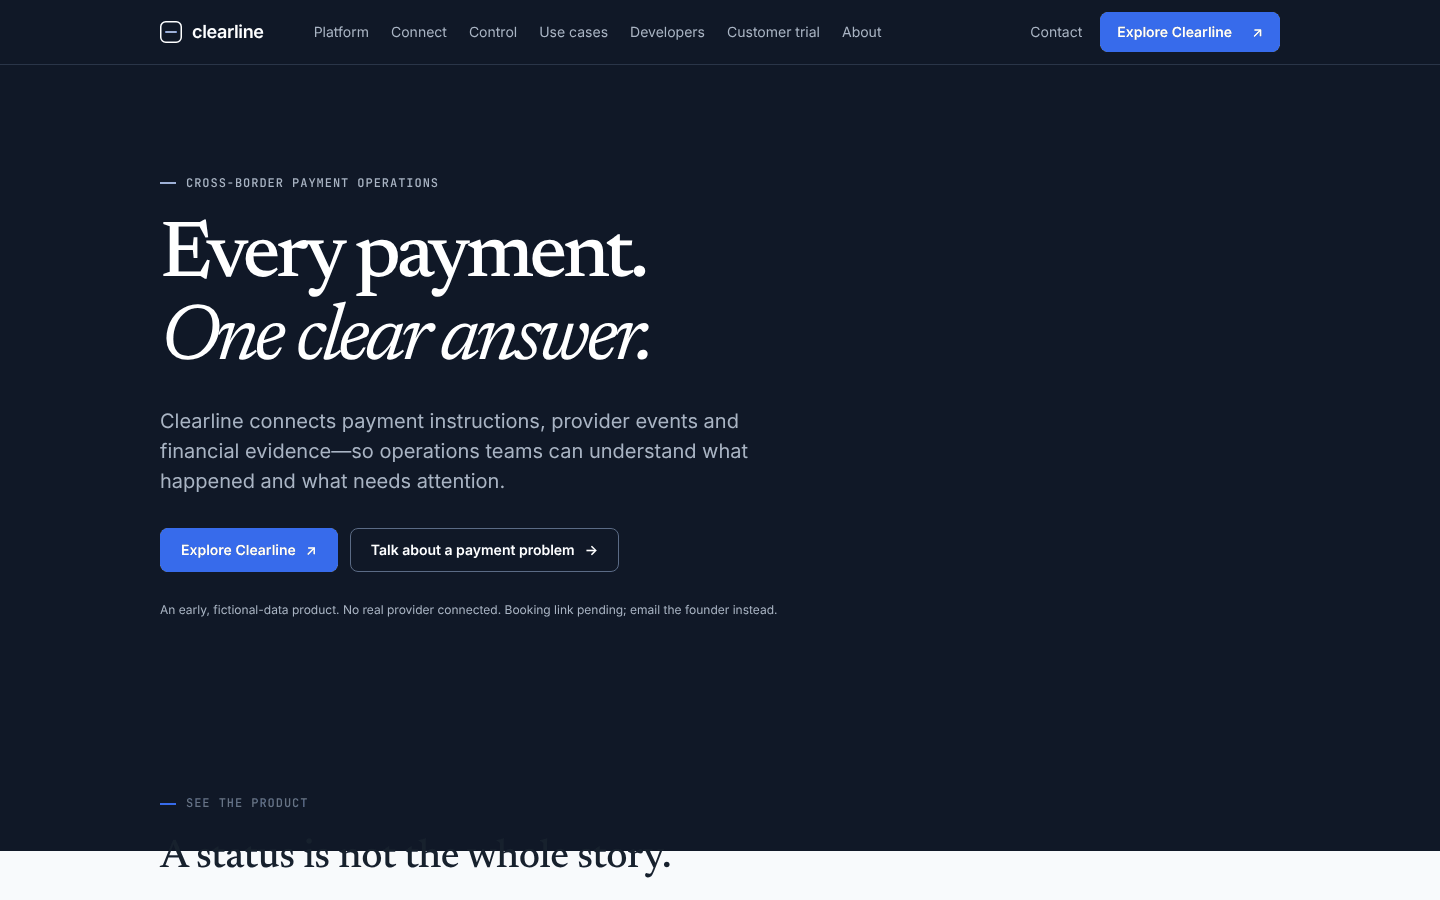 clearline
Platform
Connect
Control
Use cases
Developers
Customer trial
About
Contact
Explore Clearline
CROSS-BORDER PAYMENT OPERATIONS
Every payment.
One clear answer.
Clearline connects payment instructions, provider events and
financial evidence—so operations teams can understand what
happened and what needs attention.
Explore Clearline
Talk about a payment problem
An early, fictional-data product. No real provider connected. Booking link pending; email the founder instead.
SEE THE PRODUCT
A status is not the whole story.